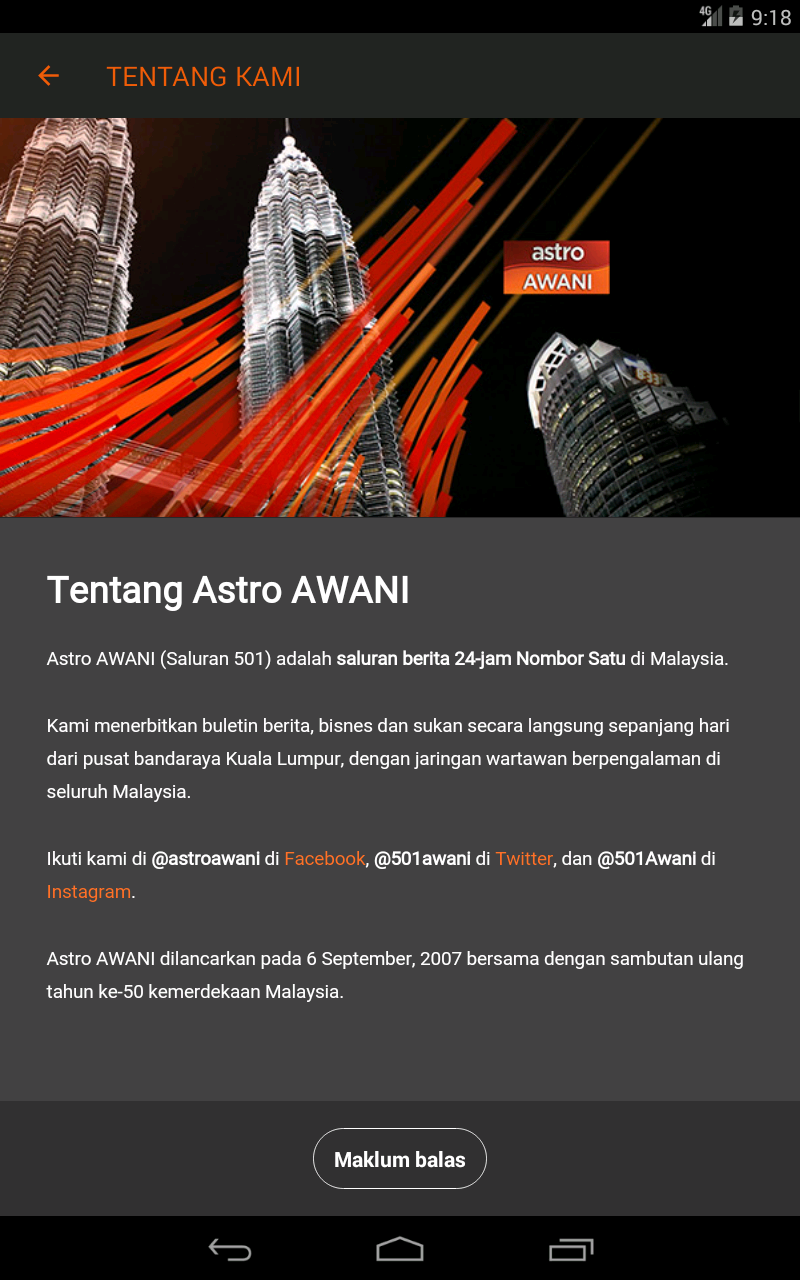 4G 9:18
TENTANG KAMI
astro
AWANI
Tentang Astro AWANI
Astro AWANI (Saluran 501) adalah saluran berita 24-jam Nombor Satu di Malaysia.
Kami menerbitkan buletin berita, bisnes dan sukan secara langsung sepanjang hari
dari pusat bandaraya Kuala Lumpur, dengan jaringan wartawan berpengalaman di
seluruh Malaysia.
Ikuti kami di @astroawani di Facebook, @501awani di Twitter, dan @501Awani di
Instagram.
Astro AWANI dilancarkan pada 6 September, 2007 bersama dengan sambutan ulang
tahun ke-50 kemerdekaan Malaysia.
Maklum balas